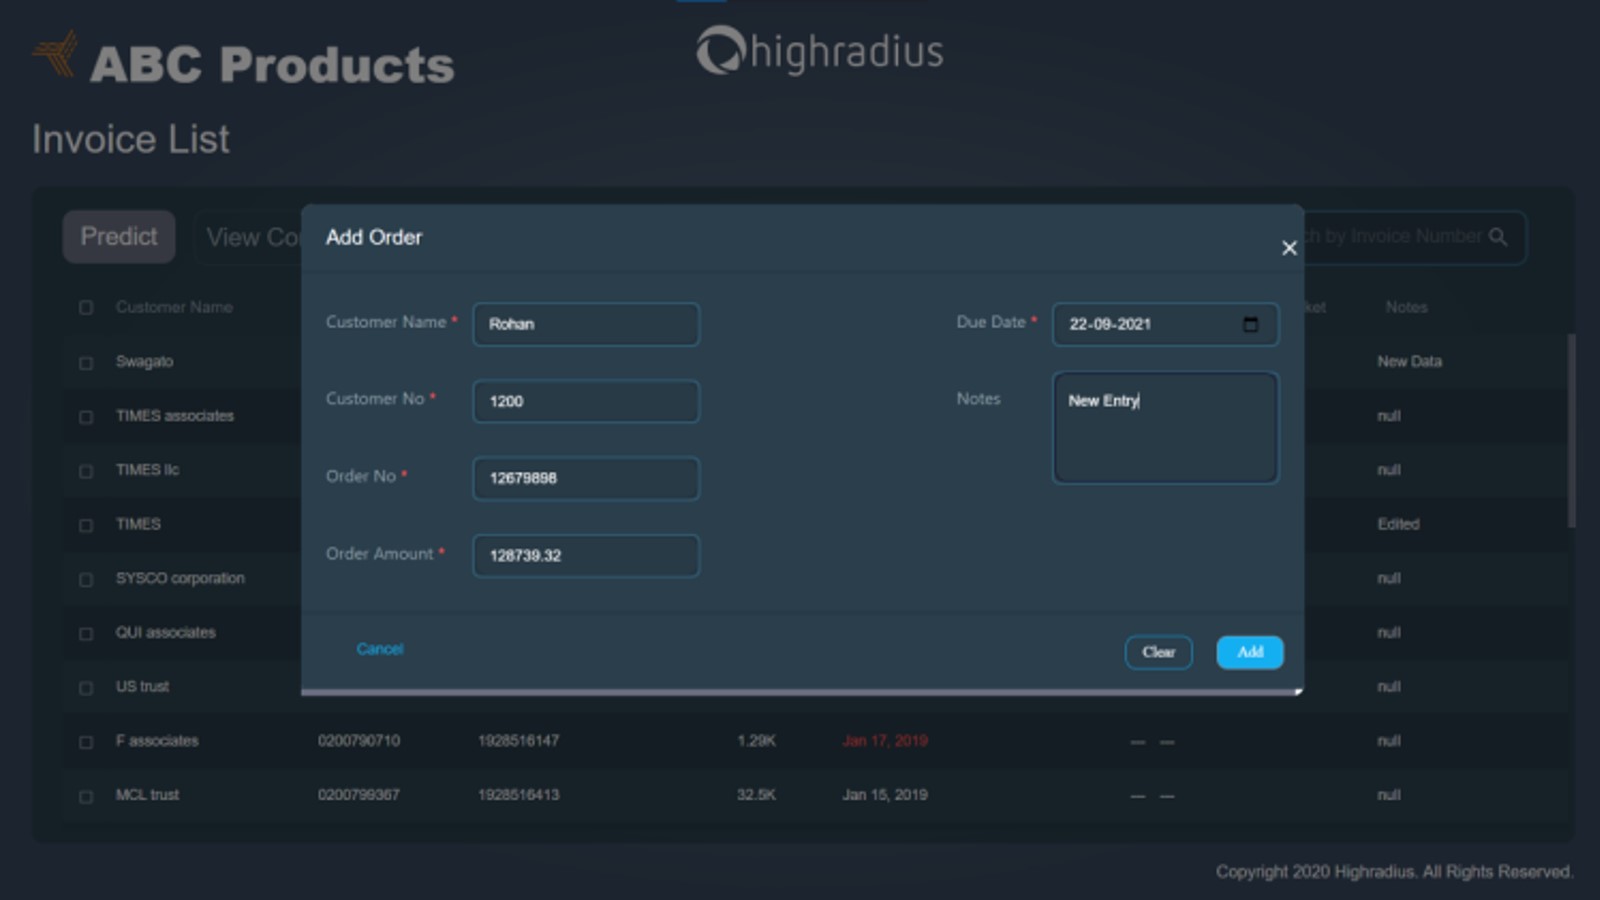 ABC Products
highradius
Invoice List
Predict
View Co
ch by Invoice Number
Add Order
Customer Name *
Rohan
Due Date *
22-09-2021
Customer No *
1200
Notes
New Entry
Order No *
12679898
Order Amount *
128739.32
Cancel
Clear
Add
Customer Name
ket
Notes
Swagato
New Data
TIMES associates
null
TIMES llc
null
TIMES
Edited
SYSCO corporation
null
QUI associates
null
US trust
null
F associates 0200790710 1928516147 1.29K Jan 17, 2019 — — null
MCL trust 0200799367 1928516413 32.5K Jan 15, 2019 — — null
Copyright 2020 Highradius. All Rights Reserved.